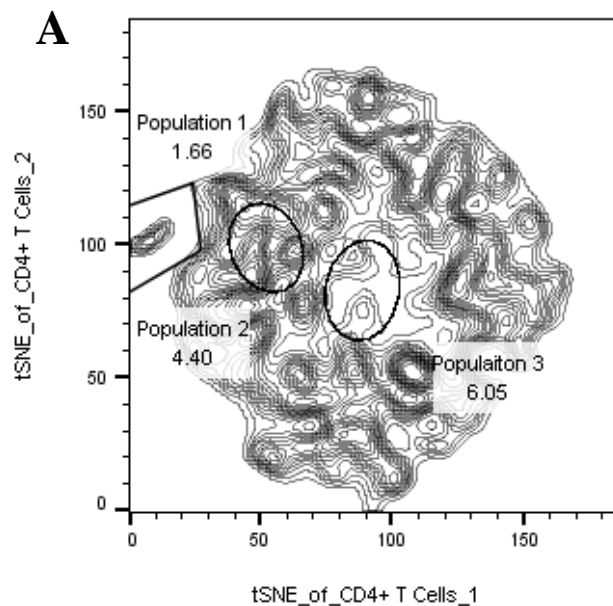 A
150
100
50
0
tSNE_of_CD4+ T Cells_2
Population 1
1.66
Population 2
4.40
Populaiton 3
6.05
0
50
100
150
tSNE_of_CD4+ T Cells_1